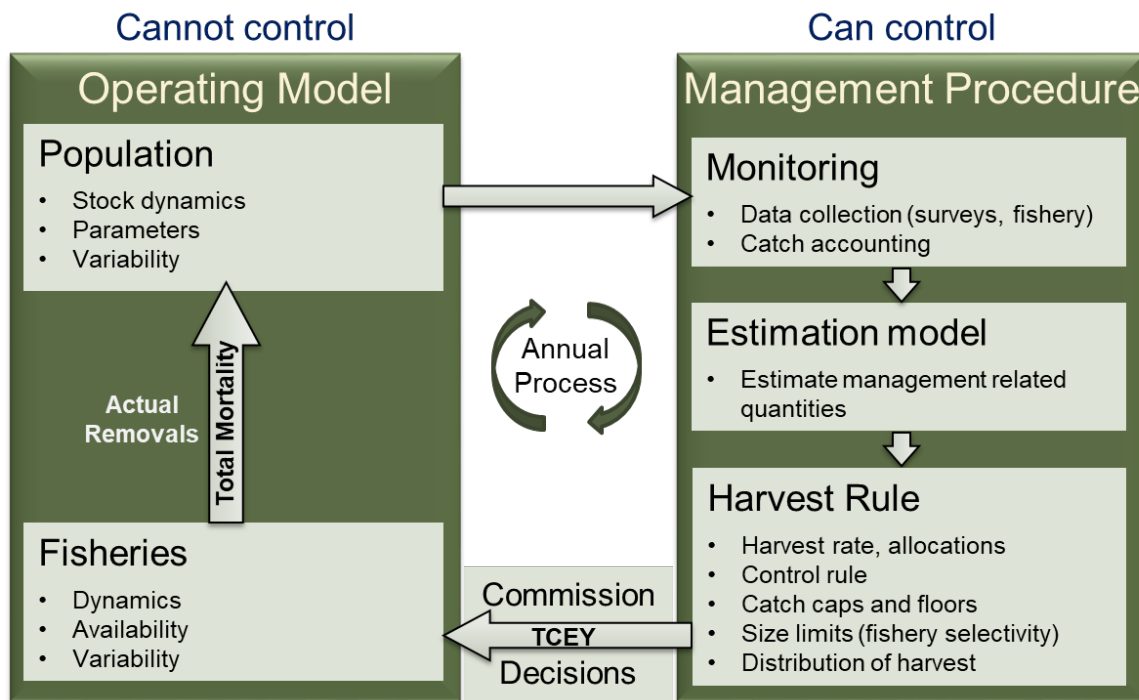 Cannot control
Operating Model
Population
• Stock dynamics
• Parameters
• Variability
Actual
Removals
Total Mortality
Fisheries
• Dynamics
• Availability
• Variability
Annual
Process
Commission
TCEY
Decisions
Can control
Management Procedure
Monitoring
• Data collection (surveys, fishery)
• Catch accounting
Estimation model
• Estimate management related
quantities
Harvest Rule
• Harvest rate, allocations
• Control rule
• Catch caps and floors
• Size limits (fishery selectivity)
• Distribution of harvest